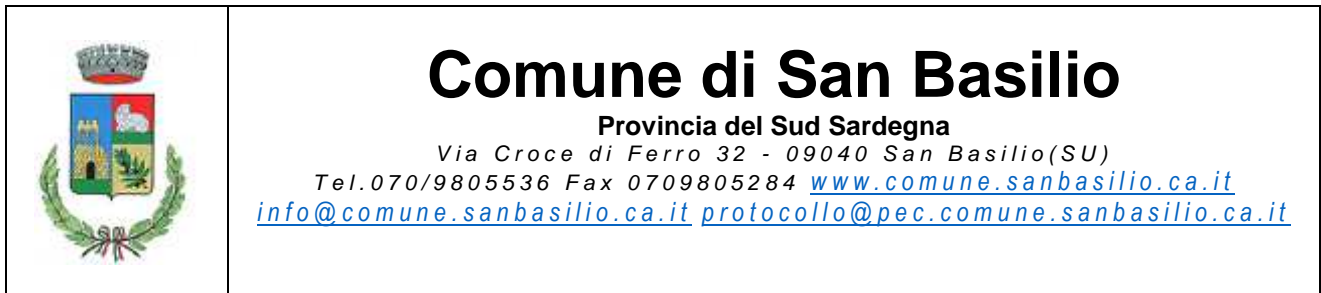 Comune di San Basilio
Provincia del Sud Sardegna
Via Croce di Ferro 32 - 09040 San Basilio(SU)
Tel.070/9805536 Fax 0709805284 www.comune.sanbasilio.ca.it
info@comune.sanbasilio.ca.it protocollo@pec.comune.sanbasilio.ca.it